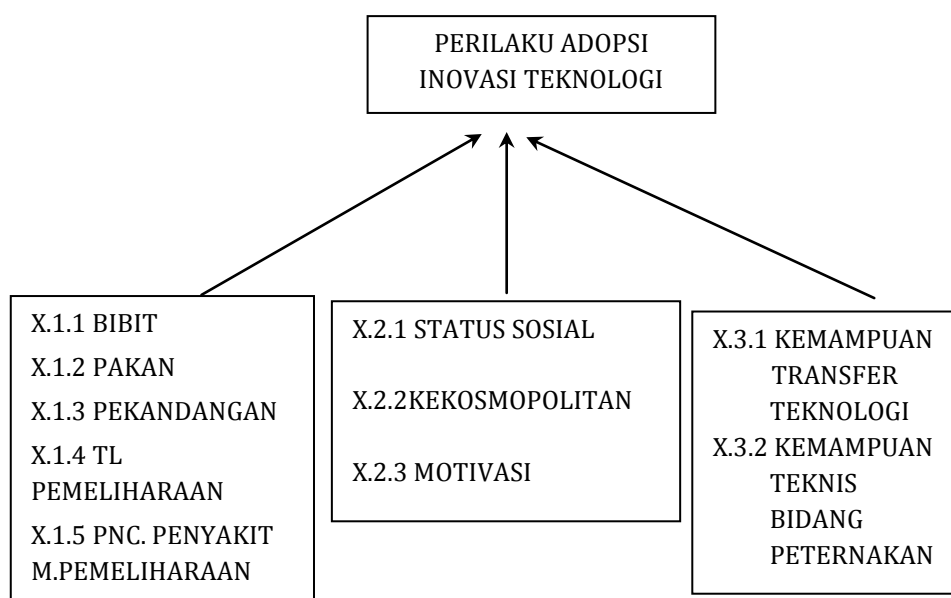 PERILAKU ADOPSI
INOVASI TEKNOLOGI
X.1.1 BIBIT
X.1.2 PAKAN
X.1.3 PEKANDANGAN
X.1.4 TL
PEMELIHARAAN
X.1.5 PNC. PENYAKIT
M.PEMELIHARAAN
X.2.1 STATUS SOSIAL
X.2.2KEKOSMOPOLITAN
X.2.3 MOTIVASI
X.3.1 KEMAMPUAN
TRANSFER
TEKNOLOGI
X.3.2 KEMAMPUAN
TEKNIS
BIDANG
PETERNAKAN